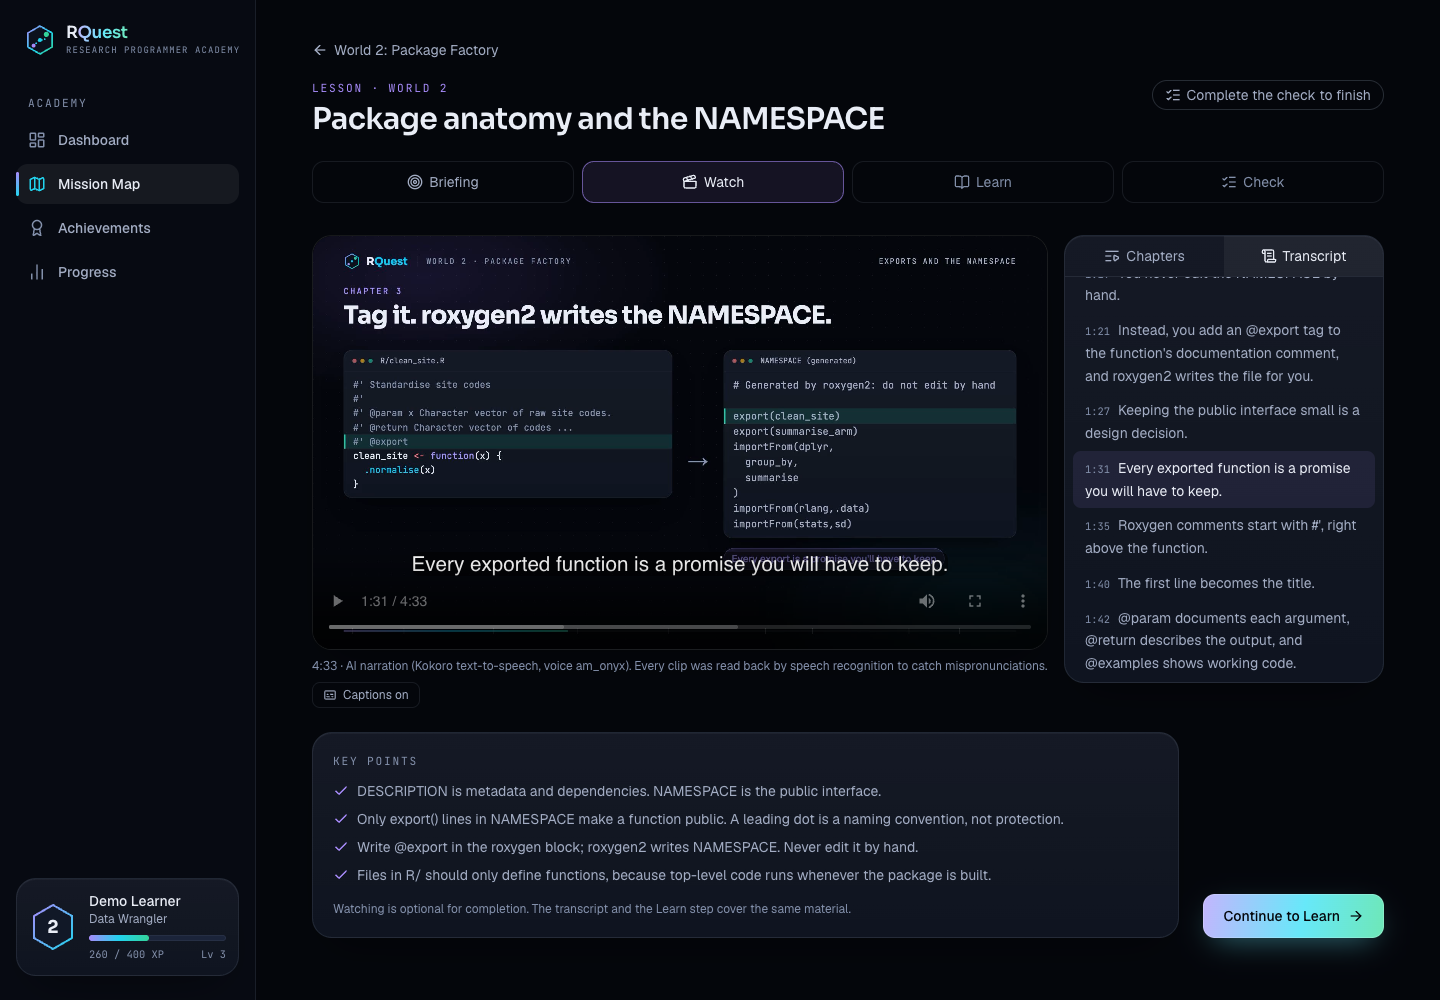 RQuest
RESEARCH PROGRAMMER ACADEMY
ACADEMY
Dashboard
Mission Map
Achievements
Progress
2
Demo Learner
Data Wrangler
260 / 400 XP
Lv 3
World 2: Package Factory
LESSON · WORLD 2
Package anatomy and the NAMESPACE
Complete the check to finish
Briefing
Watch
Learn
Check
RQuest
WORLD 2 · PACKAGE FACTORY
EXPORTS AND THE NAMESPACE
CHAPTER 3
Tag it. roxygen2 writes the NAMESPACE.
R/clean_site.R
#' Standardise site codes
#'
#' @param x Character vector of raw site codes.
#' @return Character vector of codes ...
#' @export
clean_site <- function(x) {
.normalise(x)
}
→
NAMESPACE (generated)
# Generated by roxygen2: do not edit by hand
export(clean_site)
export(summarise_arm)
importFrom(dplyr,
group_by,
summarise
)
importFrom(rlang,.data)
importFrom(stats,sd)
Every export is a promise you'll have to keep.
Every exported function is a promise you will have to keep.
1:31 / 4:33
4:33 · AI narration (Kokoro text-to-speech, voice am_onyx). Every clip was read back by speech recognition to catch mispronunciations.
Captions on
Chapters
Transcript
You never edit the NAMESPACE by
hand.
1:21 Instead, you add an @export tag to
the function's documentation comment,
and roxygen2 writes the file for you.
1:27 Keeping the public interface small is a
design decision.
1:31 Every exported function is a promise
you will have to keep.
1:35 Roxygen comments start with #', right
above the function.
1:40 The first line becomes the title.
1:42 @param documents each argument,
@return describes the output, and
@examples shows working code.
KEY POINTS
DESCRIPTION is metadata and dependencies. NAMESPACE is the public interface.
Only export() lines in NAMESPACE make a function public. A leading dot is a naming convention, not protection.
Write @export in the roxygen block; roxygen2 writes NAMESPACE. Never edit it by hand.
Files in R/ should only define functions, because top-level code runs whenever the package is built.
Watching is optional for completion. The transcript and the Learn step cover the same material.
Continue to Learn